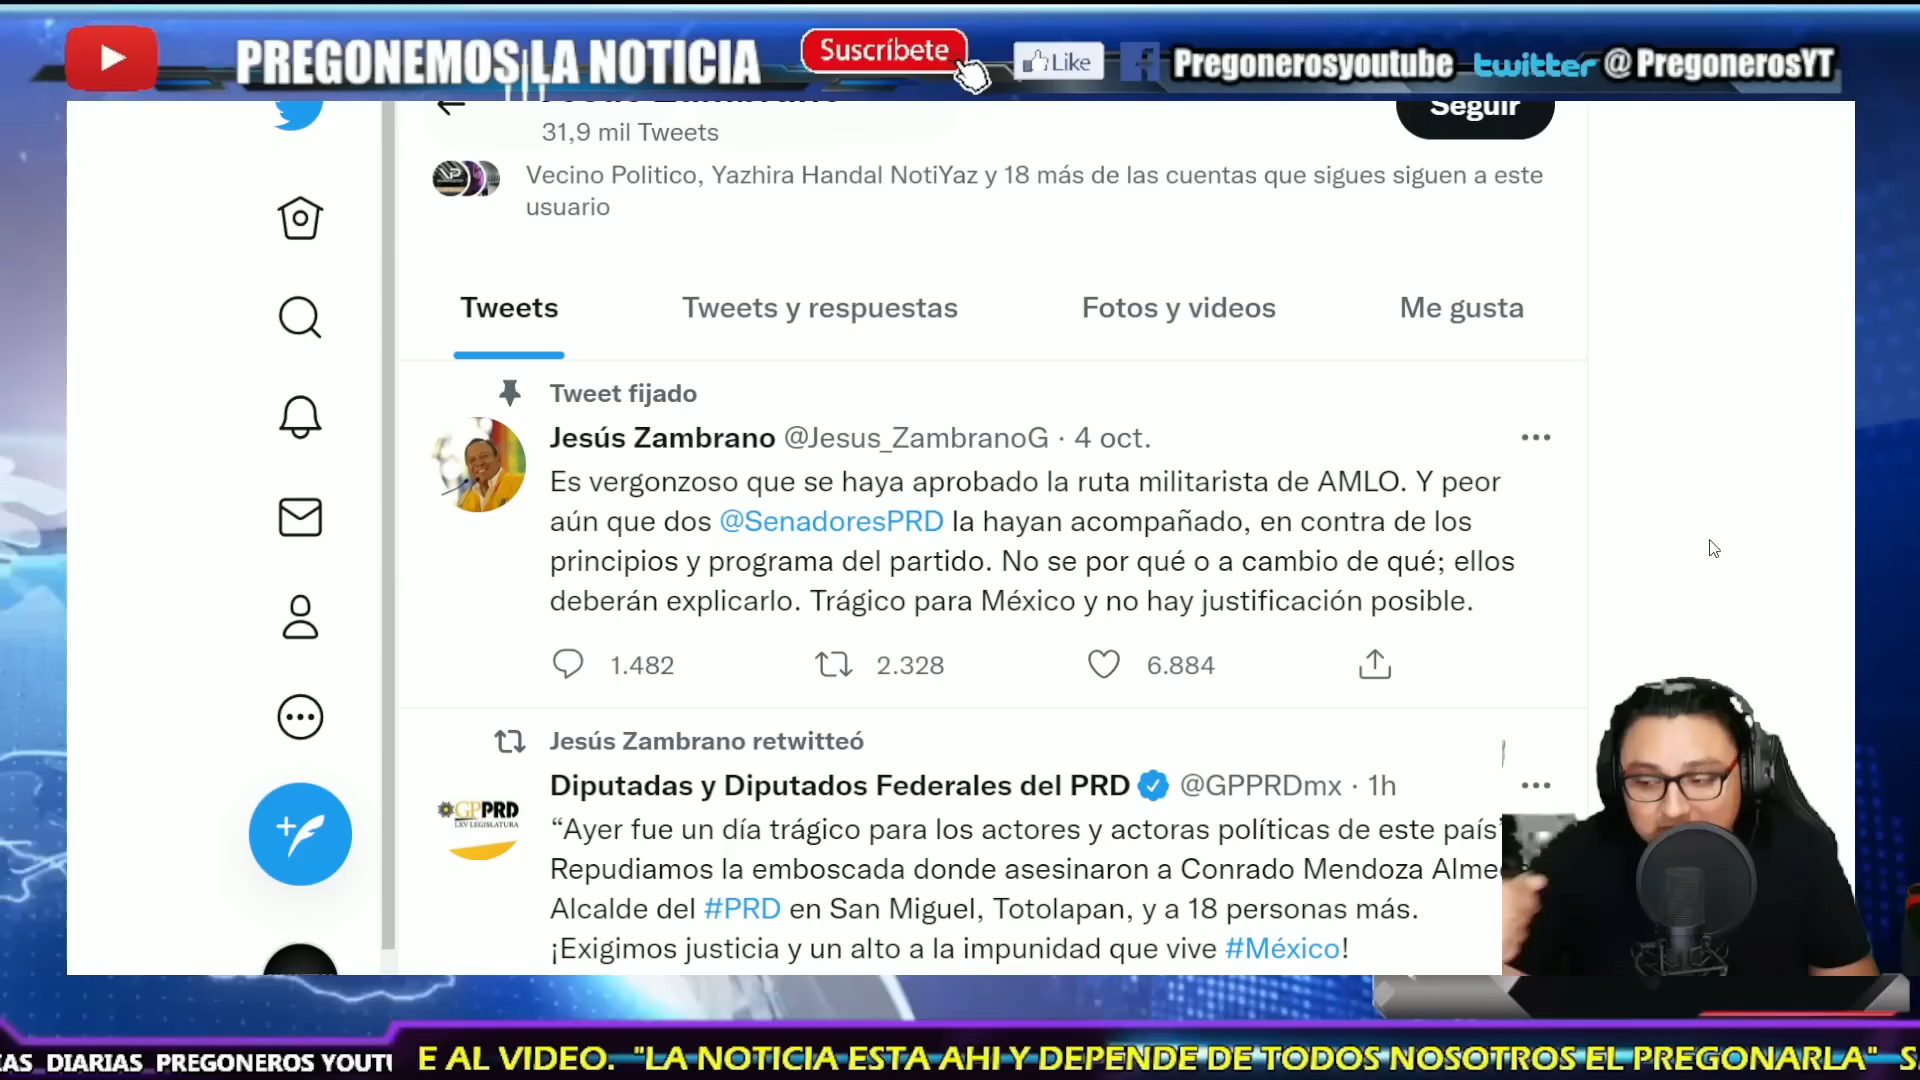 PREGONEMOS LA NOTICIA
Suscríbete
Like
Pregonerosyoutube
twitter @PregonerosYT
Seguir
31,9 mil Tweets
Vecino Politico, Yazhira Handal NotiYaz y 18 más de las cuentas que sigues siguen a este
usuario
Tweets
Tweets y respuestas
Fotos y videos
Me gusta
Tweet fijado
Jesús Zambrano @Jesus_ZambranoG · 4 oct.
Es vergonzoso que se haya aprobado la ruta militarista de AMLO. Y peor
aún que dos @SenadoresPRD la hayan acompañado, en contra de los
principios y programa del partido. No se por qué o a cambio de qué; ellos
deberán explicarlo. Trágico para México y no hay justificación posible.
1.482
2.328
6.884
Jesús Zambrano retwitteó
GPPRD
LXV LEGISLATURA
Diputadas y Diputados Federales del PRD @GPPRDmx · 1h
“Ayer fue un día trágico para los actores y actoras políticas de este país"
Repudiamos la emboscada donde asesinaron a Conrado Mendoza Alme
Alcalde del #PRD en San Miguel, Totolapan, y a 18 personas más.
¡Exigimos justicia y un alto a la impunidad que vive #México!
AS DIARIAS PREGONEROS YOUTU
E AL VIDEO. "LA NOTICIA ESTA AHI Y DEPENDE DE TODOS NOSOTROS EL PREGONARLA" S